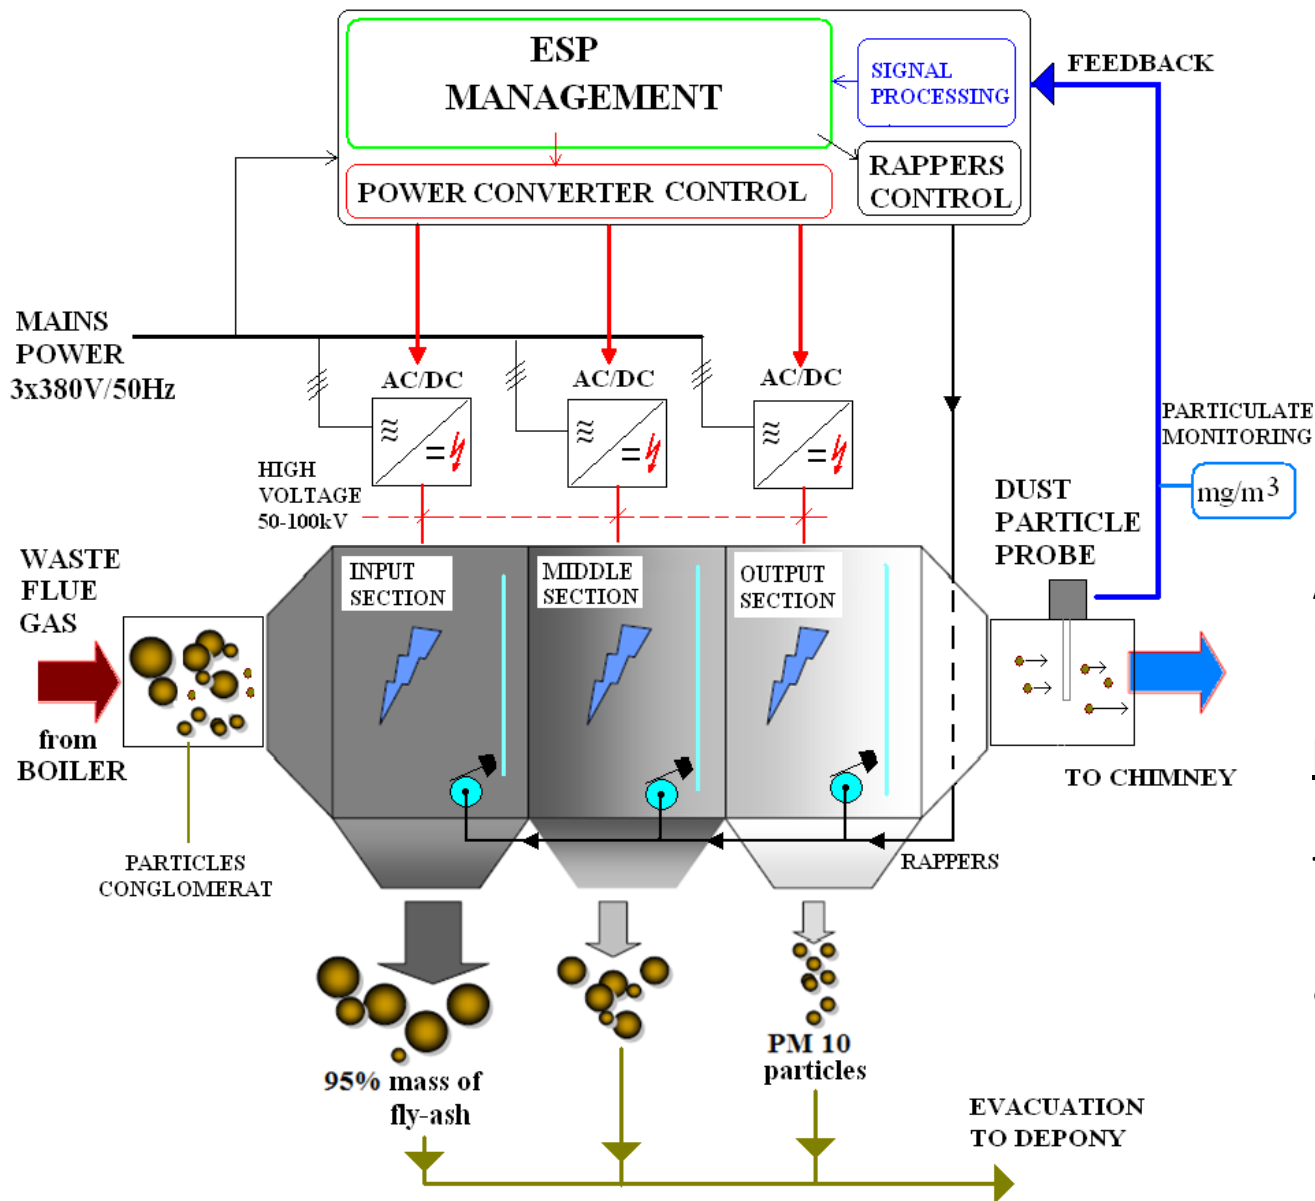 ESP
MANAGEMENT
SIGNAL
PROCESSING
FEEDBACK
POWER CONVERTER CONTROL
RAPPERS
CONTROL
MAINS
POWER
3x380V/50Hz
AC/DC
AC/DC
AC/DC
≋
=
≋
=
≋
=
HIGH
VOLTAGE
50-100kV
PARTICULATE
MONITORING
mg/m³
DUST
PARTICLE
PROBE
WASTE
FLUE
GAS
INPUT
SECTION
MIDDLE
SECTION
OUTPUT
SECTION
from
BOILER
TO CHIMNEY
PARTICLES
CONGLOMERAT
RAPPERS
95% mass of
fly-ash
PM 10
particles
EVACUATION
TO DEPONY